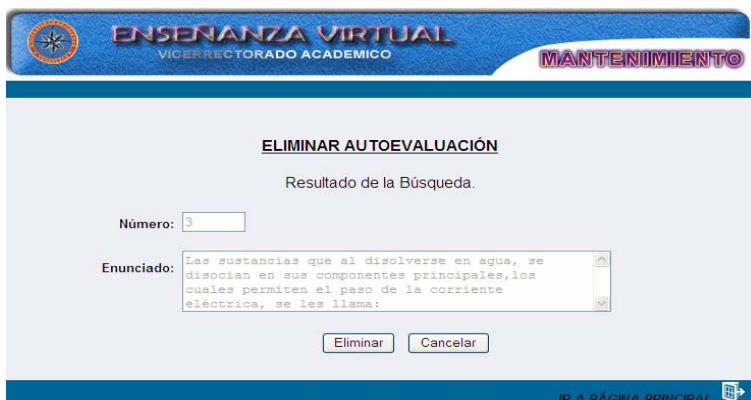 ENSEÑANZA VIRTUAL
VICERRECTORADO ACADEMICO
MANTENIMIENTO
ELIMINAR AUTOEVALUACIÓN
Resultado de la Búsqueda.
Número: 3
Enunciado: Las sustancias que al disolverse en agua, se
disocian en sus componentes principales,los
cuales permiten el paso de la corriente
eléctrica, se les llama:
Eliminar Cancelar
IR A PÁGINA PRINCIPAL